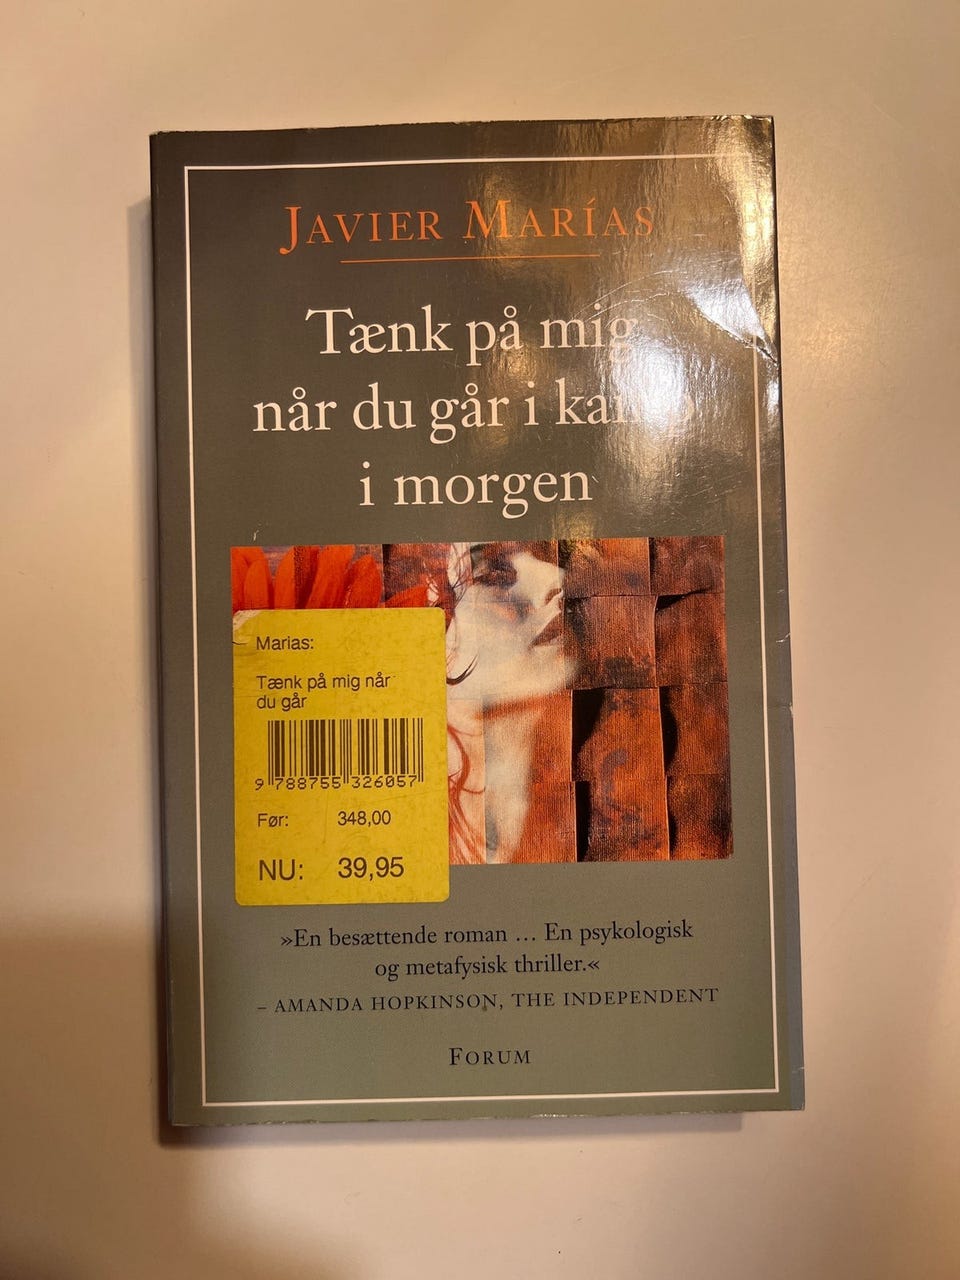 JAVIER MARÍAS
Tænk på mig
når du går i kamp
i morgen
Marias:
Tænk på mig når
du går
9 788755 326057
Før: 348,00
NU: 39,95
»En besættende roman ... En psykologisk
og metafysisk thriller.«
– AMANDA HOPKINSON, THE INDEPENDENT
FORUM